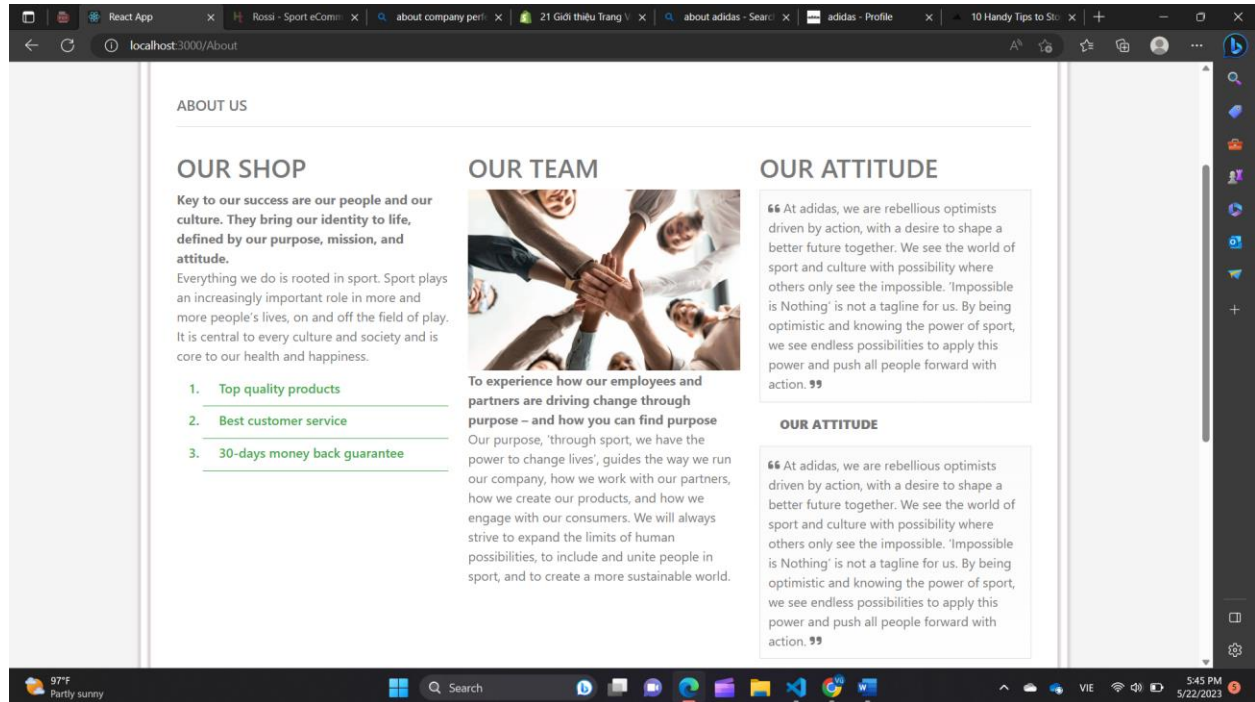 React App
Rossi - Sport eComm
about company perf
21 Giới thiệu Trang
about adidas - Searc
adidas - Profile
10 Handy Tips to Sto
localhost:3000/About
ABOUT US
OUR SHOP
Key to our success are our people and our
culture. They bring our identity to life,
defined by our purpose, mission, and
attitude.
Everything we do is rooted in sport. Sport plays
an increasingly important role in more and
more people's lives, on and off the field of play.
It is central to every culture and society and is
core to our health and happiness.
1. Top quality products
2. Best customer service
3. 30-days money back guarantee
OUR TEAM
To experience how our employees and
partners are driving change through
purpose – and how you can find purpose
Our purpose, 'through sport, we have the
power to change lives', guides the way we run
our company, how we work with our partners,
how we create our products, and how we
engage with our consumers. We will always
strive to expand the limits of human
possibilities, to include and unite people in
sport, and to create a more sustainable world.
OUR ATTITUDE
❝ At adidas, we are rebellious optimists
driven by action, with a desire to shape a
better future together. We see the world of
sport and culture with possibility where
others only see the impossible. 'Impossible
is Nothing' is not a tagline for us. By being
optimistic and knowing the power of sport,
we see endless possibilities to apply this
power and push all people forward with
action. ❞
OUR ATTITUDE
❝ At adidas, we are rebellious optimists
driven by action, with a desire to shape a
better future together. We see the world of
sport and culture with possibility where
others only see the impossible. 'Impossible
is Nothing' is not a tagline for us. By being
optimistic and knowing the power of sport,
we see endless possibilities to apply this
power and push all people forward with
action. ❞
97°F
Partly sunny
Search
VIE
5:45 PM
5/22/2023
5